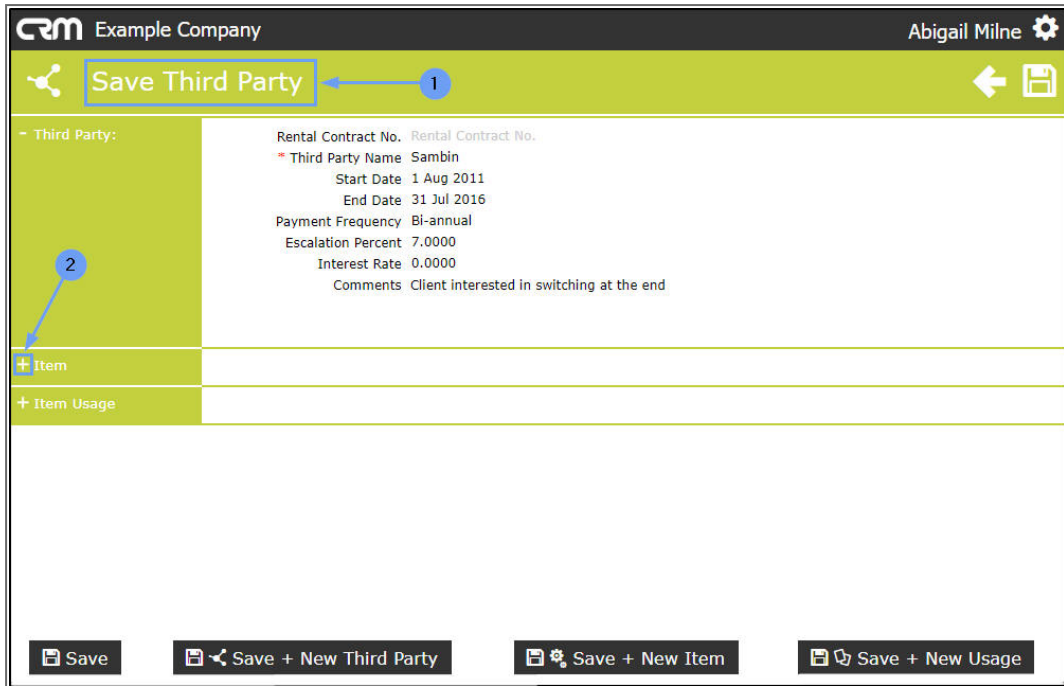 CRM Example Company Abigail Milne
Save Third Party 1
- Third Party:
Rental Contract No. Rental Contract No.
* Third Party Name Sambin
Start Date 1 Aug 2011
End Date 31 Jul 2016
Payment Frequency Bi-annual
Escalation Percent 7.0000
Interest Rate 0.0000
Comments Client interested in switching at the end
2
+ Item
+ Item Usage
Save Save + New Third Party Save + New Item Save + New Usage